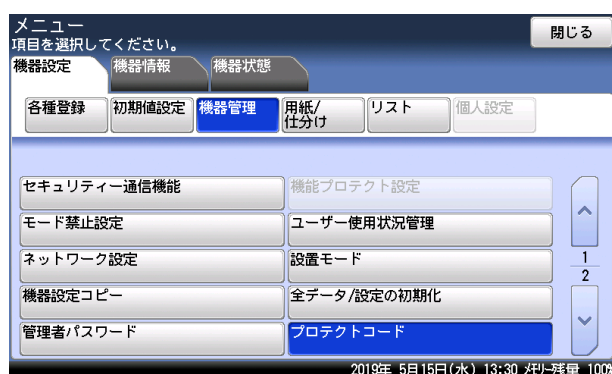 メニュー
項目を選択してください。
閉じる
機器設定 機器情報 機器状態
各種登録 初期値設定 機器管理 用紙/
仕分け リスト 個人設定
セキュリティー通信機能 機能プロテクト設定
モード禁止設定 ユーザー使用状況管理
ネットワーク設定 設置モード
1
2
機器設定コピー 全データ/設定の初期化
管理者パスワード プロテクトコード
2019年 5月15日(水) 13:30 メモリー残量 100%